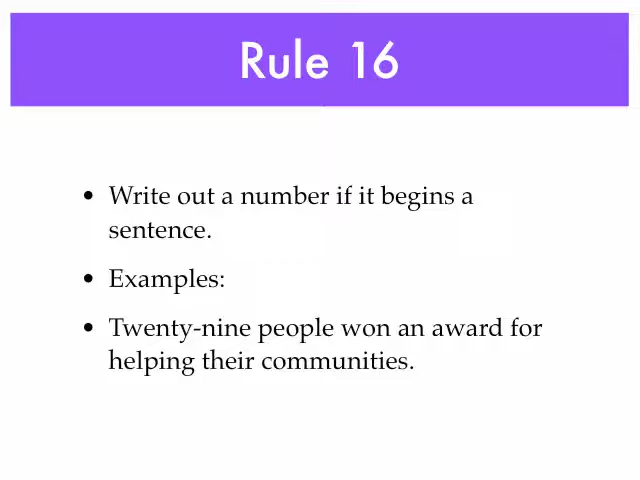 Rule 16
• Write out a number if it begins a
sentence.
• Examples:
• Twenty-nine people won an award for
helping their communities.